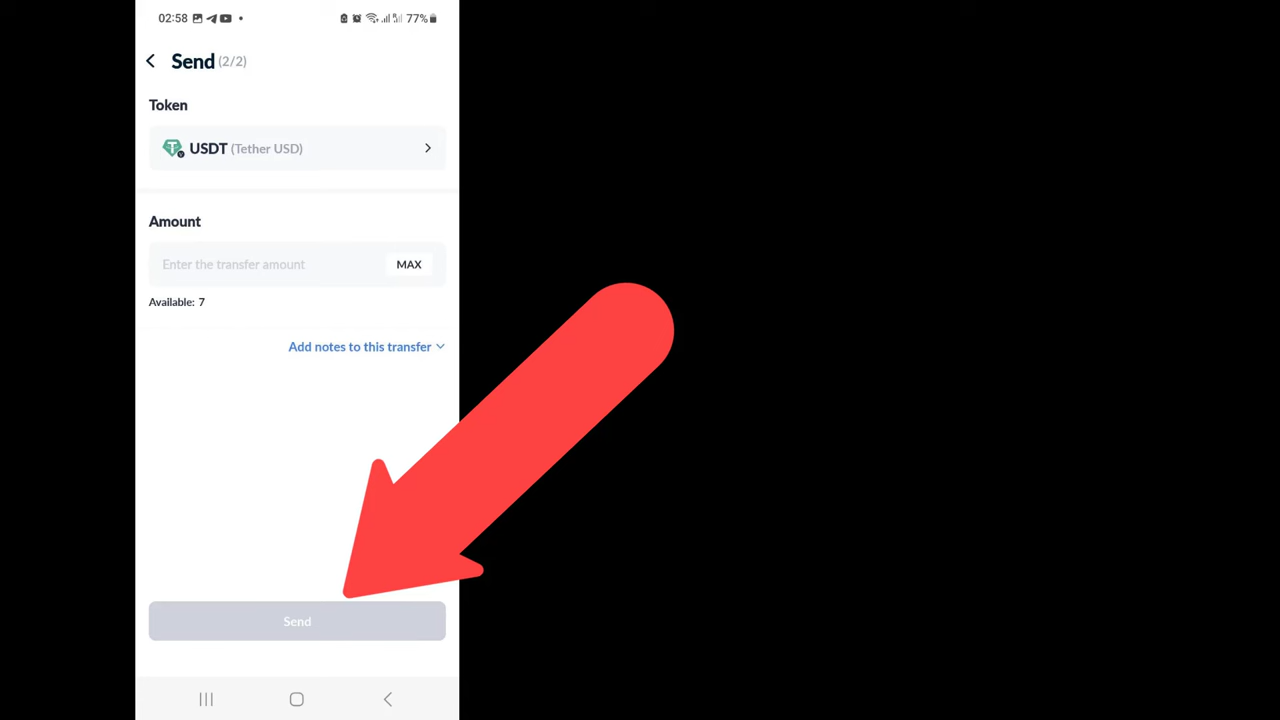 02:58 77%
Send (2/2)
Token
USDT (Tether USD)
Amount
Enter the transfer amount MAX
Available: 7
Add notes to this transfer
Send